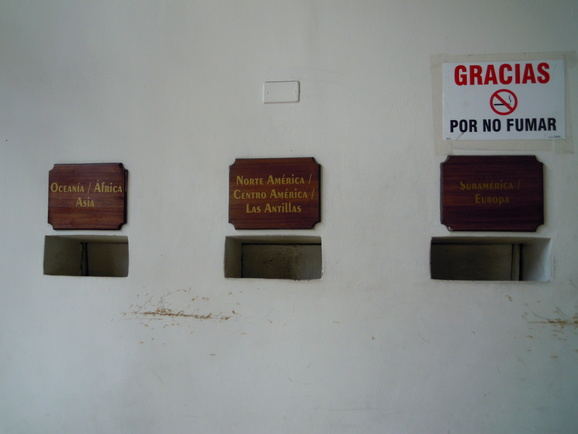 GRACIAS
POR NO FUMAR
Oceanía / África
Asia
Norte América /
Centro América /
Las Antillas
Suramérica /
Europa